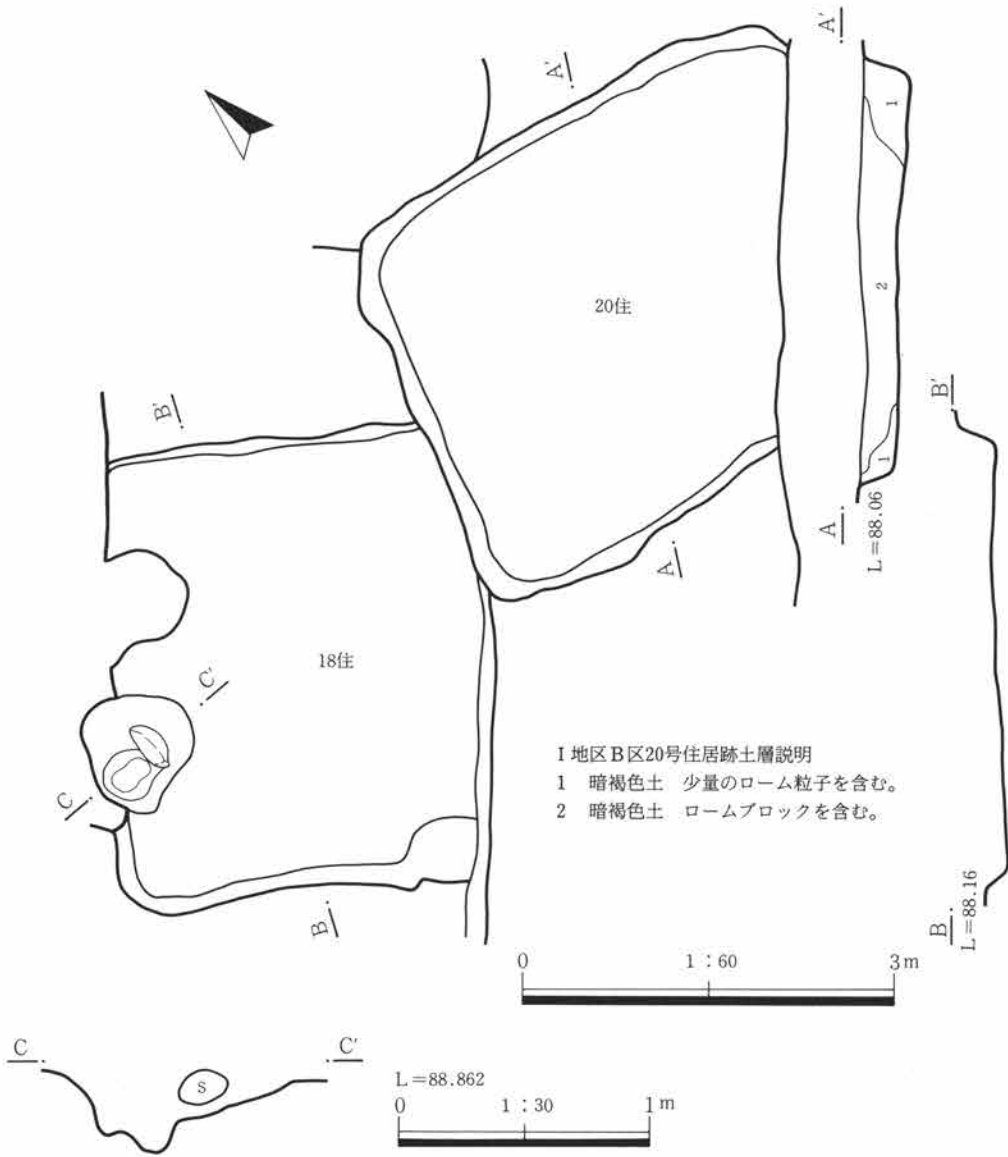 A'
A'
1
20住
2
B'
B'
1
A
L=88.06
A
18住
C'
I地区B区20号住居跡土層説明
1 暗褐色土 少量のローム粒子を含む。
2 暗褐色土 ロームブロックを含む。
C
B
B
L=88.16
0 1:60 3m
C C'
S
L=88.862
0 1:30 1m